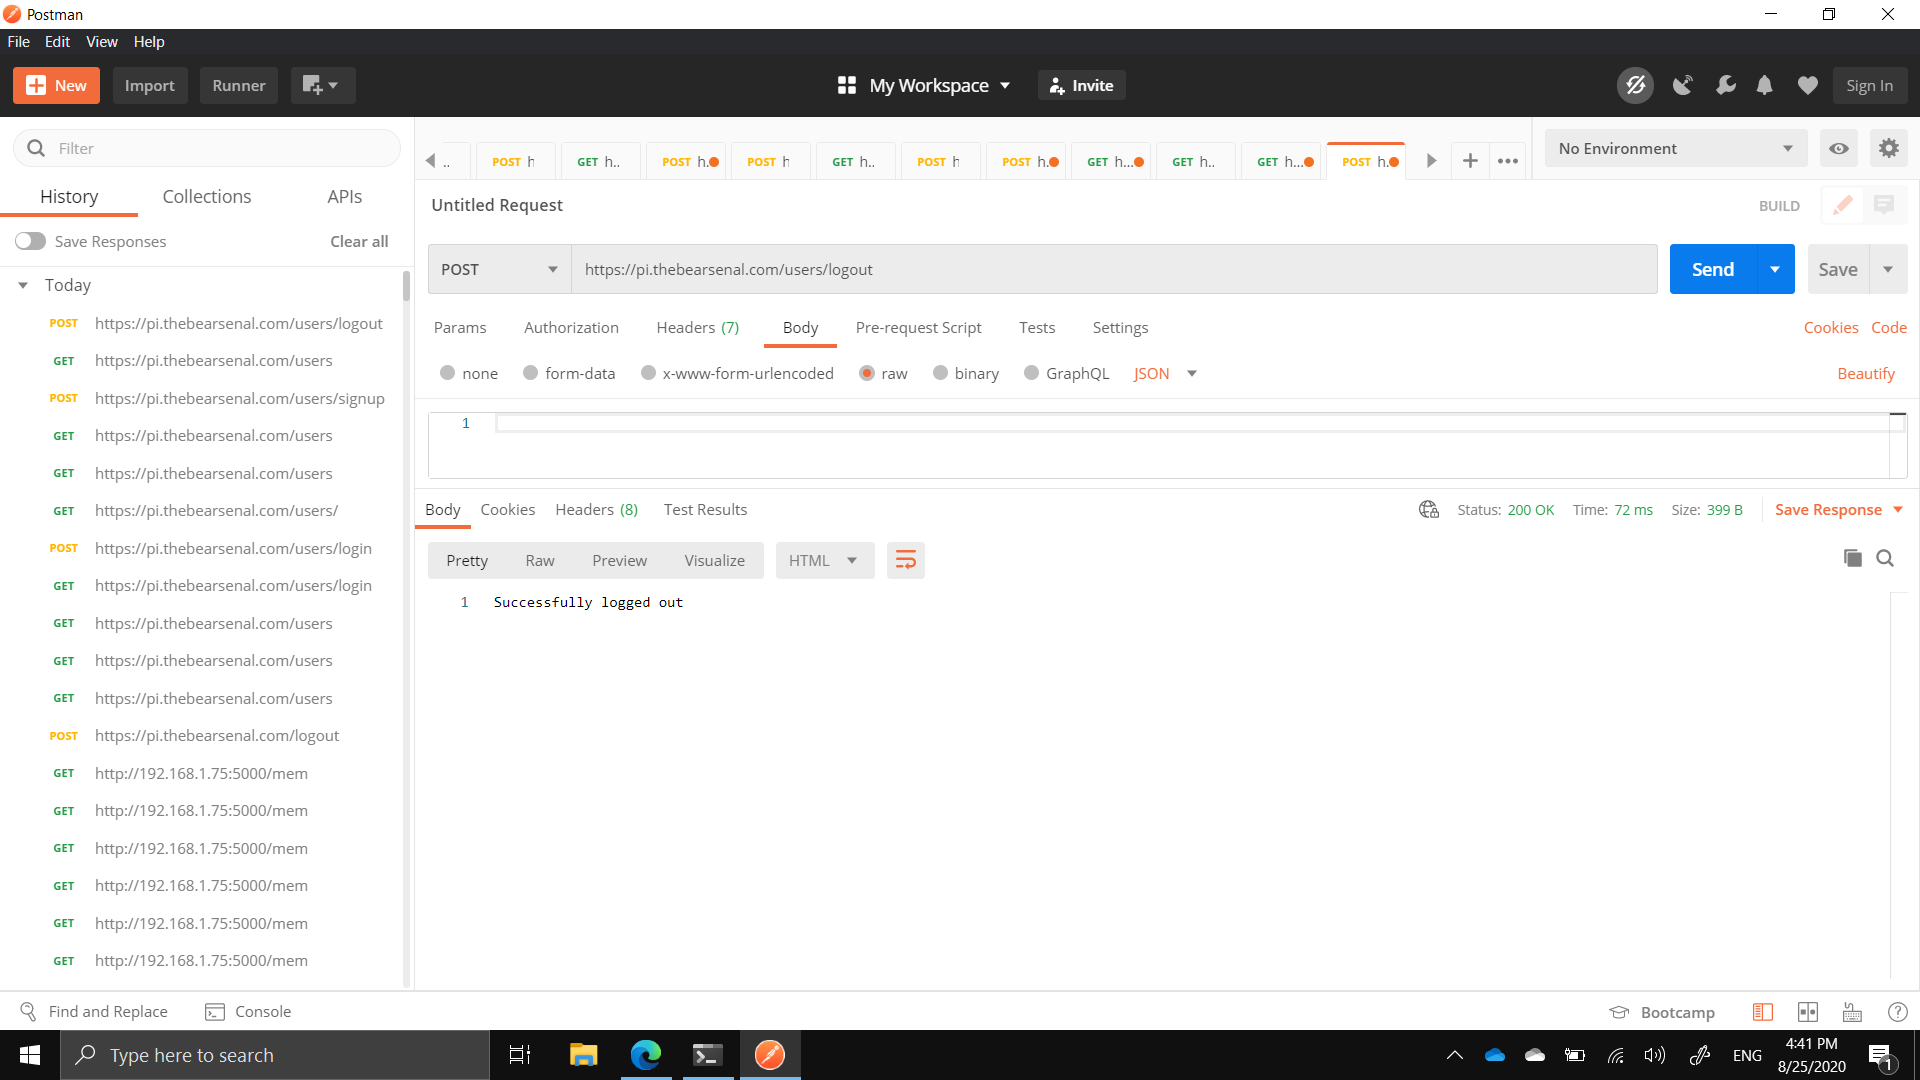 Postman
File Edit View Help
New Import Runner My Workspace Invite Sign In
Filter
History Collections APIs
Save Responses Clear all
Today
POST https://pi.thebearsenal.com/users/logout
GET https://pi.thebearsenal.com/users
POST https://pi.thebearsenal.com/users/signup
GET https://pi.thebearsenal.com/users
GET https://pi.thebearsenal.com/users
GET https://pi.thebearsenal.com/users/
POST https://pi.thebearsenal.com/users/login
GET https://pi.thebearsenal.com/users/login
GET https://pi.thebearsenal.com/users
GET https://pi.thebearsenal.com/users
GET https://pi.thebearsenal.com/users
POST https://pi.thebearsenal.com/logout
GET http://192.168.1.75:5000/mem
GET http://192.168.1.75:5000/mem
GET http://192.168.1.75:5000/mem
GET http://192.168.1.75:5000/mem
GET http://192.168.1.75:5000/mem
GET http://192.168.1.75:5000/mem
.. POST h GET h.. POST h. POST h GET h.. POST h POST h. GET h... GET h.. GET h... POST h. No Environment
Untitled Request BUILD
POST https://pi.thebearsenal.com/users/logout Send Save
Params Authorization Headers (7) Body Pre-request Script Tests Settings Cookies Code
none form-data x-www-form-urlencoded raw binary GraphQL JSON Beautify
1
Body Cookies Headers (8) Test Results Status: 200 OK Time: 72 ms Size: 399 B Save Response
Pretty Raw Preview Visualize HTML
1 Successfully logged out
Find and Replace Console Bootcamp
Type here to search ENG 4:41 PM
8/25/2020 1